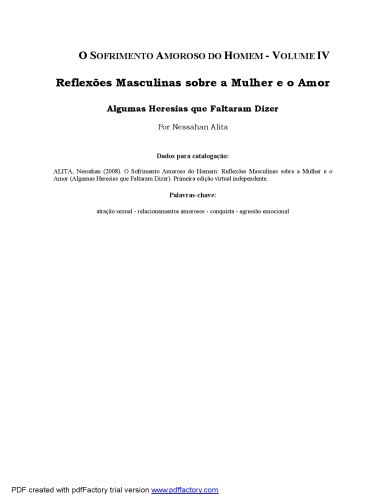 O SOFRIMENTO AMOROSO DO HOMEM - VOLUME IV
Reflexões Masculinas sobre a Mulher e o Amor
Algumas Heresias que Faltaram Dizer
Por Nessahan Alita
Dados para catalogação:
ALITA, Nessahan (2008). O Sofrimento Amoroso do Homem: Reflexões Masculinas sobre a Mulher e o
Amor (Algumas Heresias que Faltaram Dizer). Primeira edição virtual independente.
Palavras-chave:
atração sexual - relacionamentos amorosos - conquista - agressão emocional
PDF created with pdfFactory trial version www.pdffactory.com